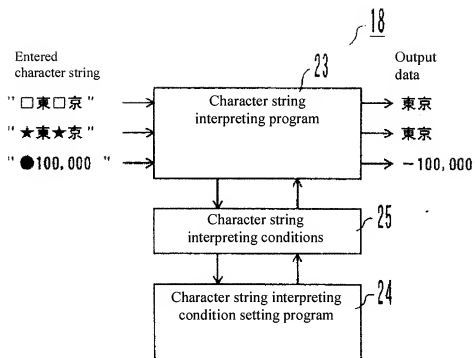 18
Entered
character string
Output
data
23
" □東□京 "
" ★東★京 "
" ●100,000 "
Character string
interpreting program
東京
東京
−100,000
Character string
interpreting conditions
25
Character string interpreting
condition setting program
24